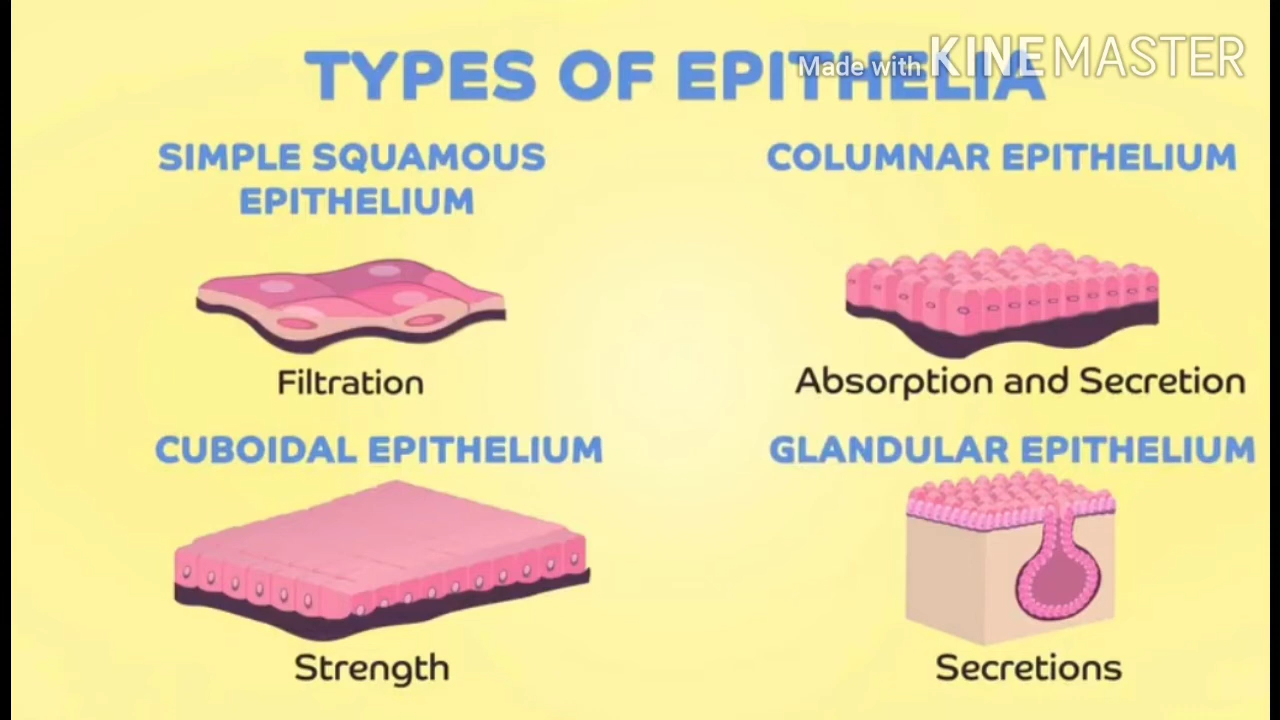 TYPES OF EPITHELIA
Made with KINEMASTER
SIMPLE SQUAMOUS
EPITHELIUM
Filtration
COLUMNAR EPITHELIUM
Absorption and Secretion
CUBOIDAL EPITHELIUM
Strength
GLANDULAR EPITHELIUM
Secretions